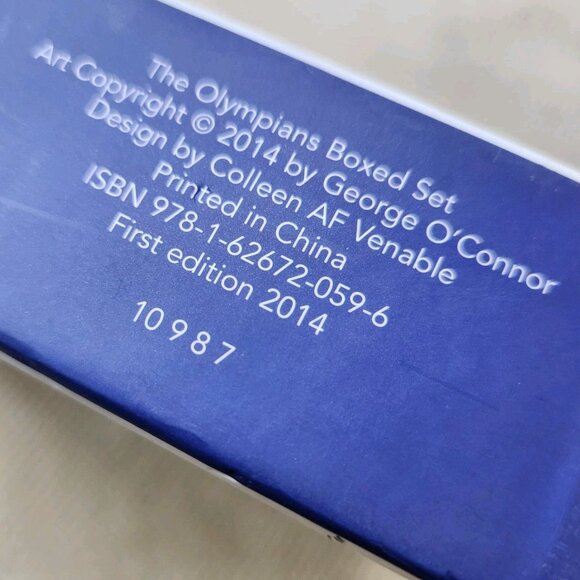 The Olympians Boxed Set
Art Copyright © 2014 by George O'Connor
Design by Colleen AF Venable
Printed in China
ISBN 978-1-62672-059-6
First edition 2014
10 9 8 7